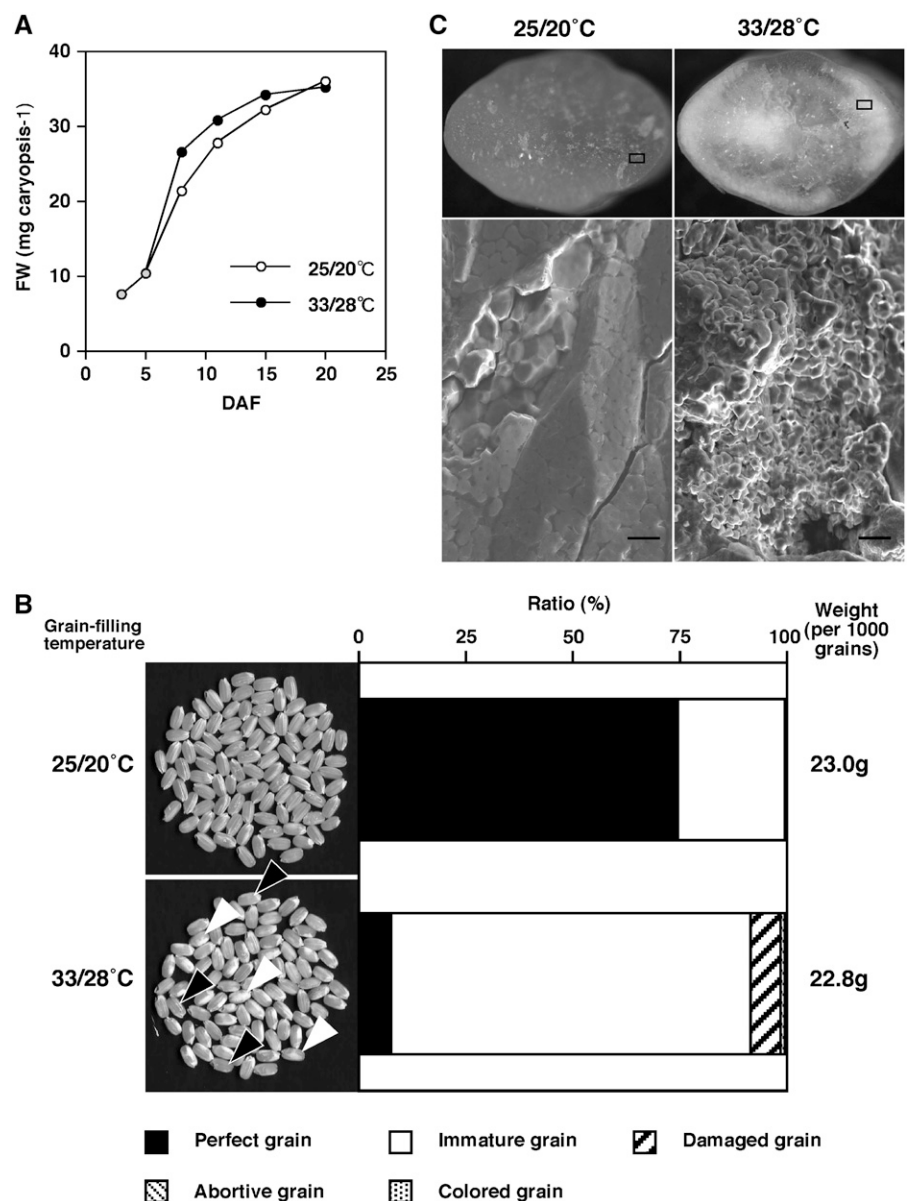 A
40
30
20
10
0
FW (mg caryopsis-1)
25/20°C
33/28°C
0 5 10 15 20 25
DAF
C
25/20°C 33/28°C
B
Grain-filling
temperature
Ratio (%)
0 25 50 75 100
Weight
(per 1000
grains)
25/20°C
23.0g
33/28°C
22.8g
Perfect grain
Immature grain
Damaged grain
Abortive grain
Colored grain